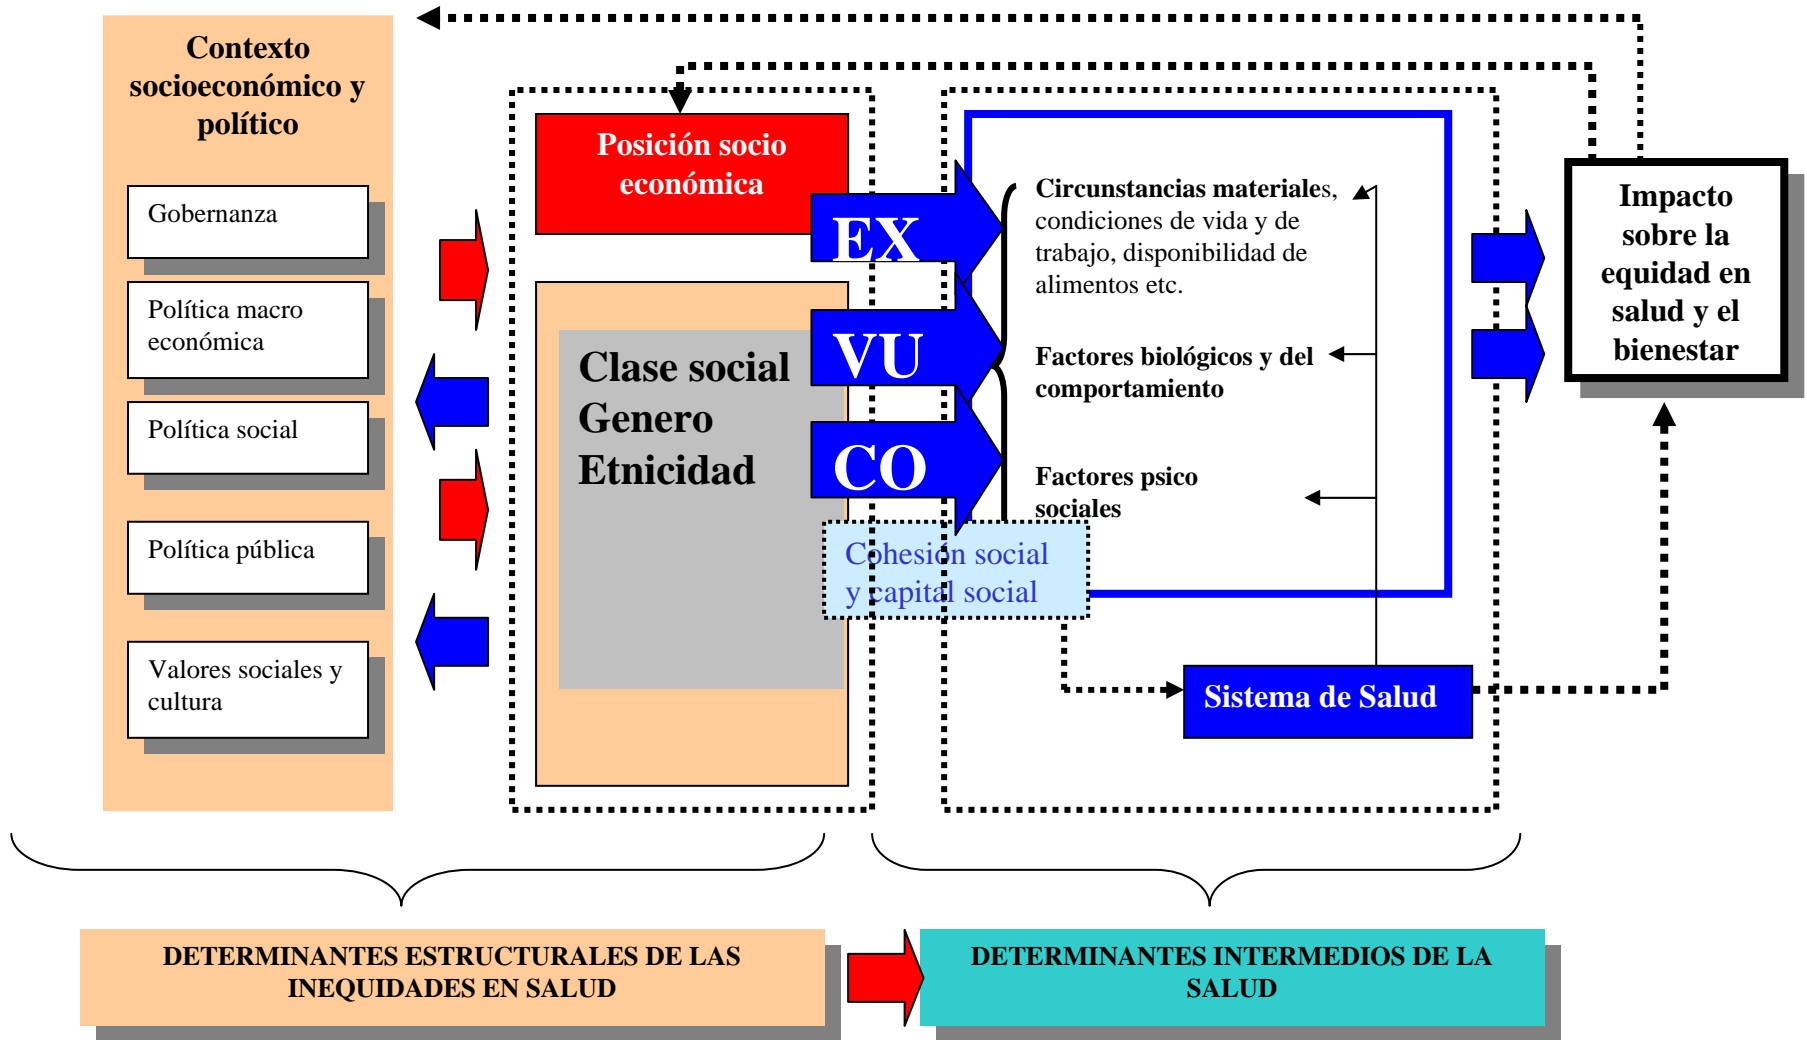 Contexto
socioeconómico y
político
Gobernanza
Política macro
económica
Política social
Política pública
Valores sociales y
cultura
Posición socio
económica
Clase social
Genero
Etnicidad
EX
VU
CO
Cohesión social
y capital social
Circunstancias materiales,
condiciones de vida y de
trabajo, disponibilidad de
alimentos etc.
Factores biológicos y del
comportamiento
Factores psico
sociales
Sistema de Salud
Impacto
sobre la
equidad en
salud y el
bienestar
DETERMINANTES ESTRUCTURALES DE LAS
INEQUIDADES EN SALUD
DETERMINANTES INTERMEDIOS DE LA
SALUD